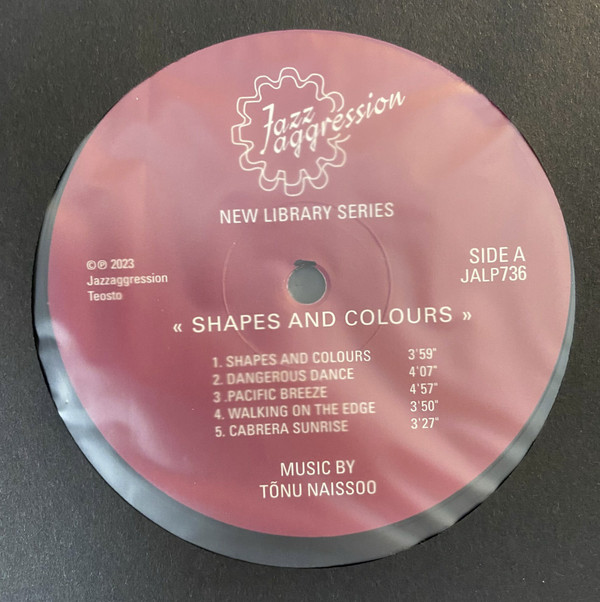 Jazz
aggression
NEW LIBRARY SERIES
© ℗ 2023
Jazzaggression
Teosto
SIDE A
JALP736
« SHAPES AND COLOURS »
1. SHAPES AND COLOURS 3'59"
2. DANGEROUS DANCE 4'07"
3 .PACIFIC BREEZE 4'57"
4. WALKING ON THE EDGE 3'50"
5. CABRERA SUNRISE 3'27"
MUSIC BY
TÕNU NAISSOO